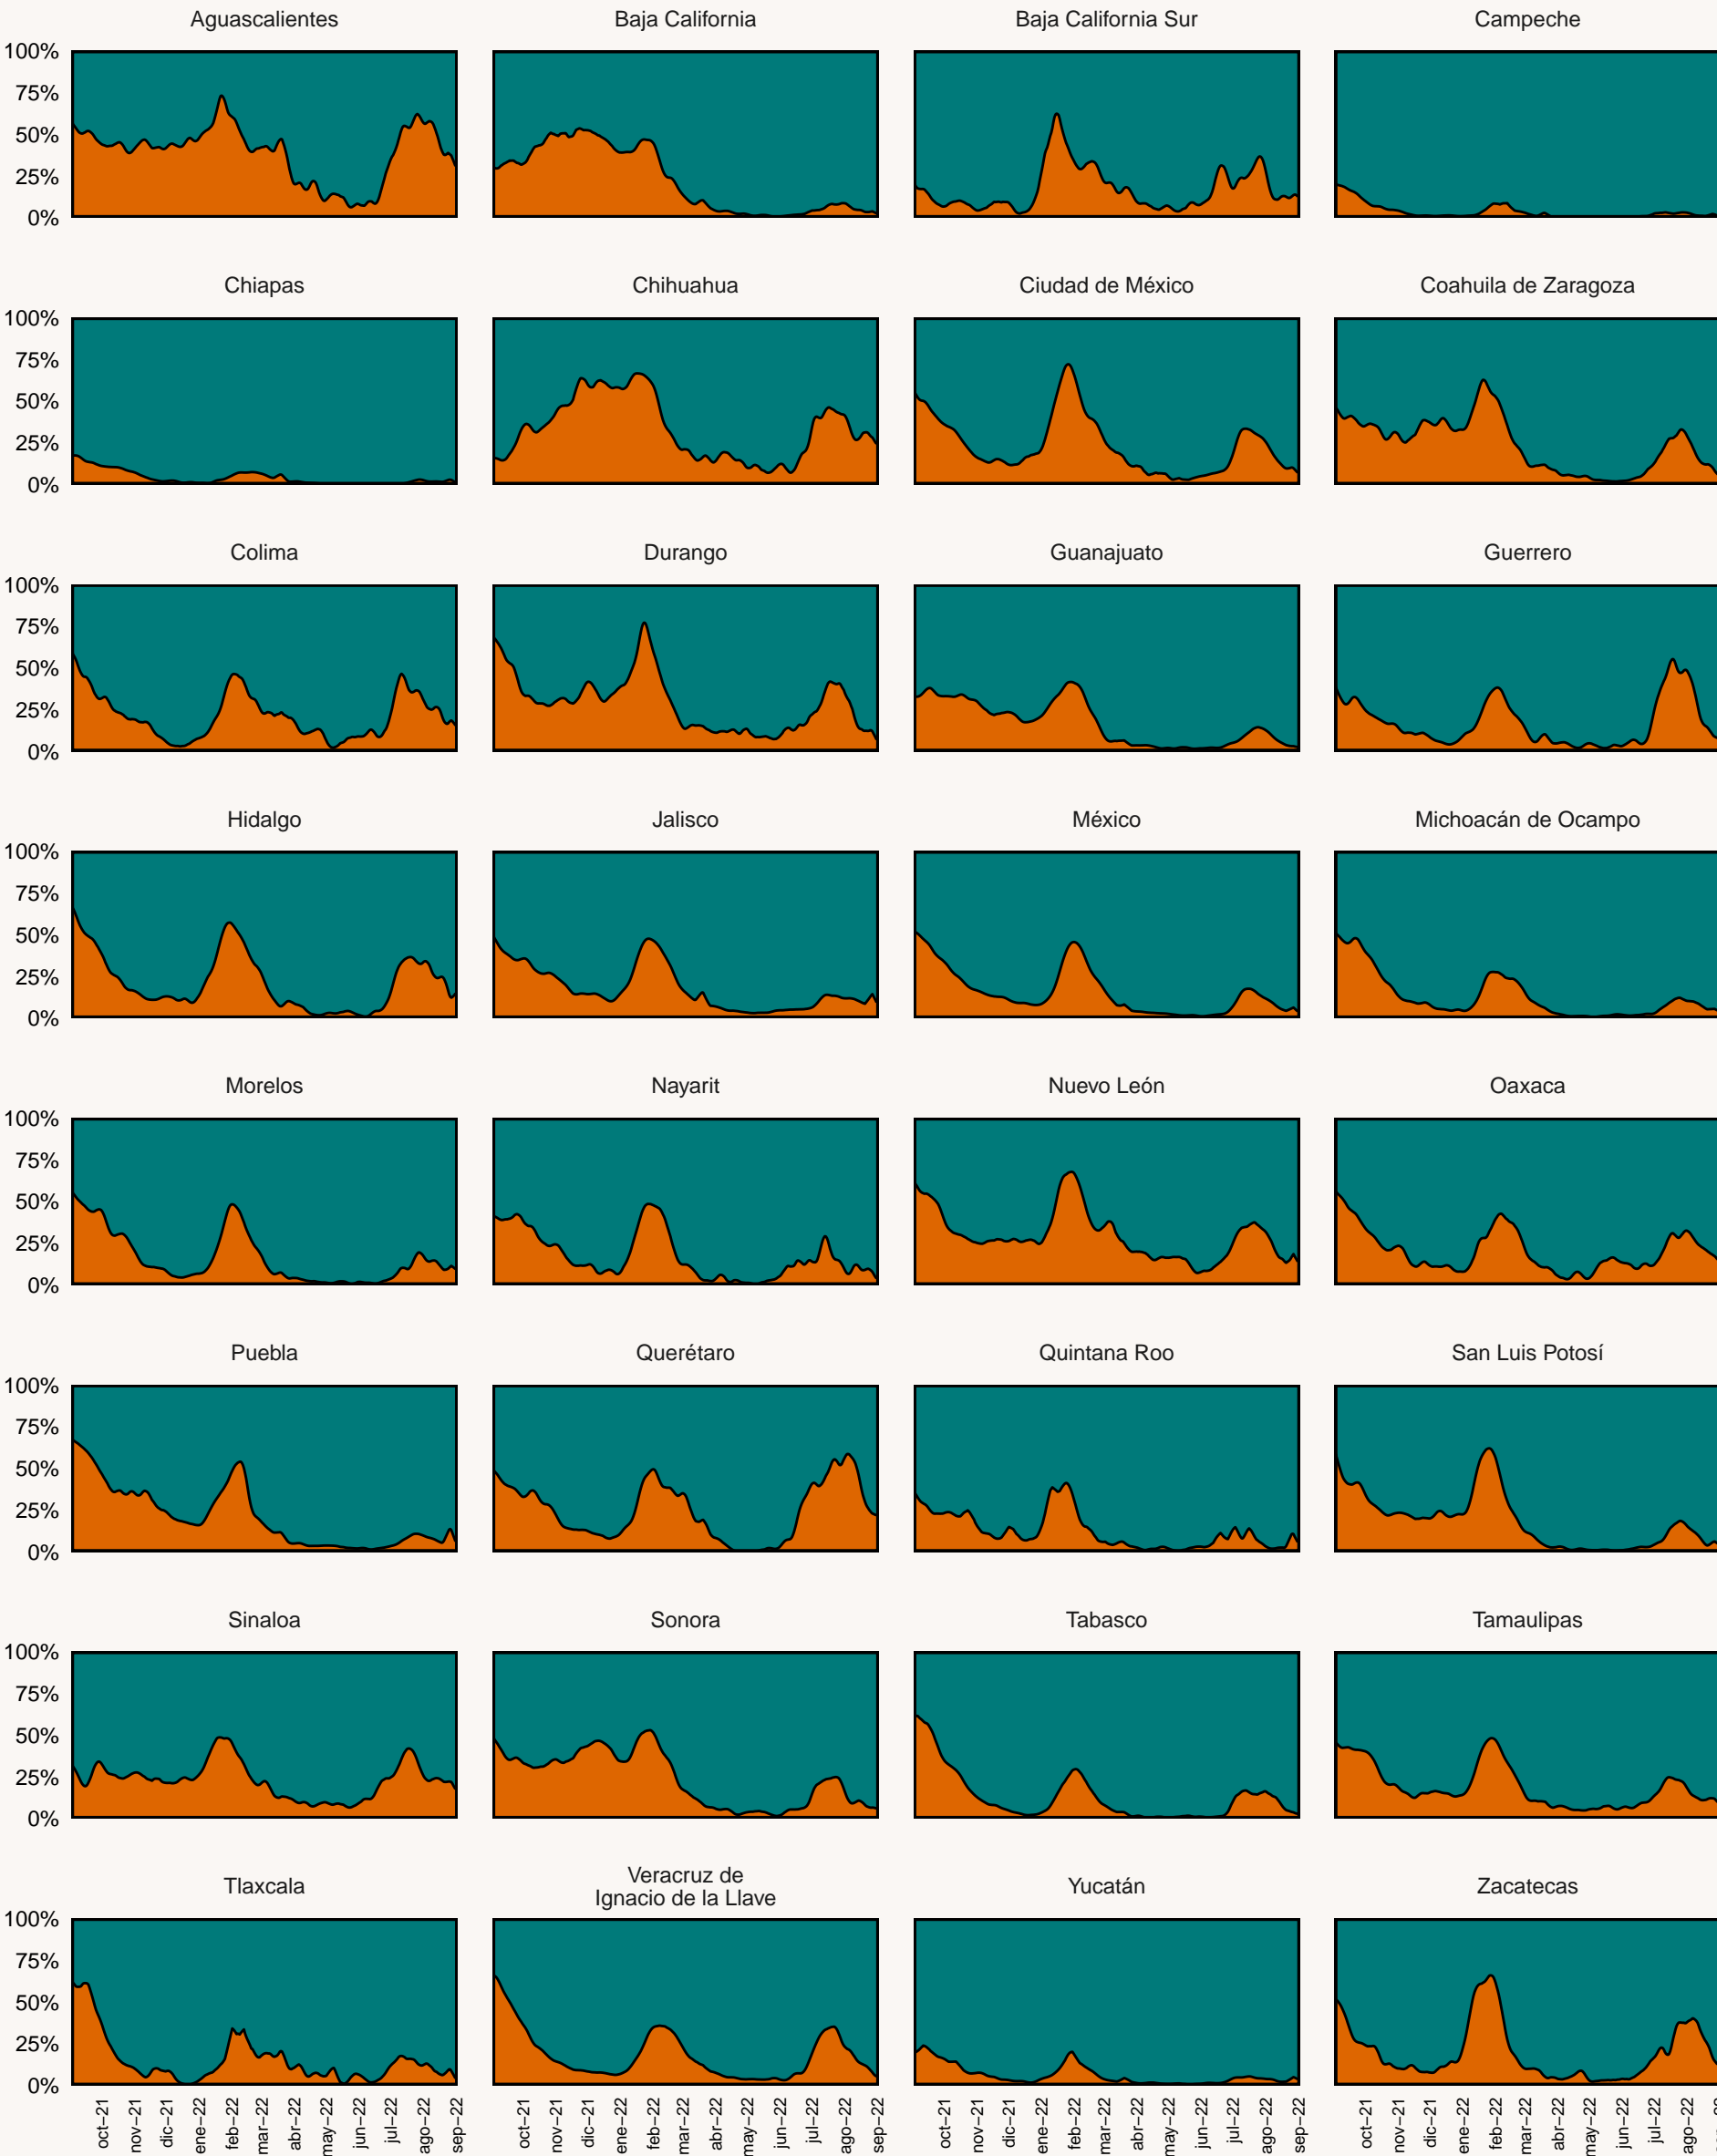 Aguascalientes
Baja California
Baja California Sur
Campeche
100%
75%
50%
25%
0%
Chiapas
Chihuahua
Ciudad de México
Coahuila de Zaragoza
100%
75%
50%
25%
0%
Colima
Durango
Guanajuato
Guerrero
100%
75%
50%
25%
0%
Hidalgo
Jalisco
México
Michoacán de Ocampo
100%
75%
50%
25%
0%
Morelos
Nayarit
Nuevo León
Oaxaca
100%
75%
50%
25%
0%
Puebla
Querétaro
Quintana Roo
San Luis Potosí
100%
75%
50%
25%
0%
Sinaloa
Sonora
Tabasco
Tamaulipas
100%
75%
50%
25%
0%
Tlaxcala
Veracruz de
Ignacio de la Llave
Yucatán
Zacatecas
100%
75%
50%
25%
0%
oct−21
nov−21
dic−21
ene−22
feb−22
mar−22
abr−22
may−22
jun−22
jul−22
ago−22
sep−22
oct−21
nov−21
dic−21
ene−22
feb−22
mar−22
abr−22
may−22
jun−22
jul−22
ago−22
sep−22
oct−21
nov−21
dic−21
ene−22
feb−22
mar−22
abr−22
may−22
jun−22
jul−22
ago−22
sep−22
oct−21
nov−21
dic−21
ene−22
feb−22
mar−22
abr−22
may−22
jun−22
jul−22
ago−22